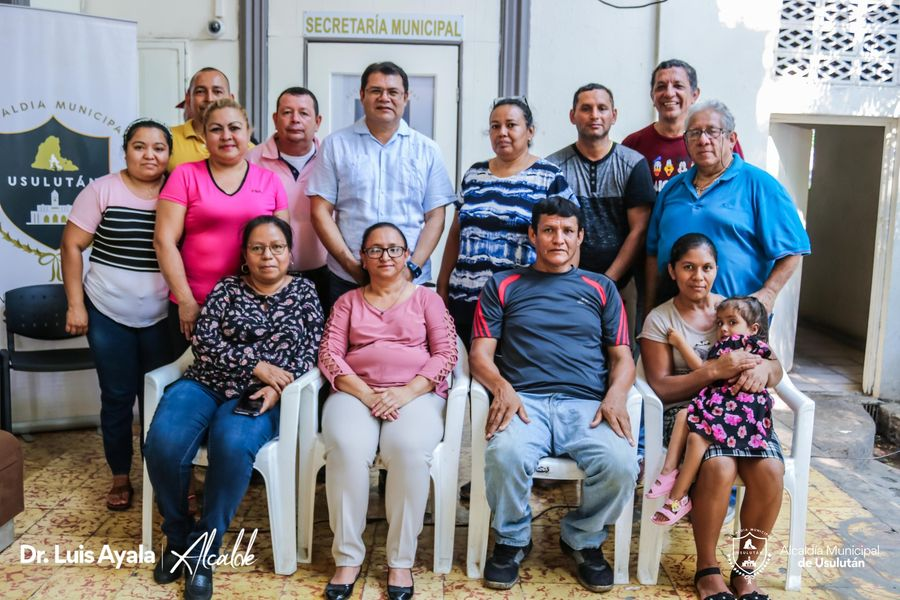 SECRETARÍA MUNICIPAL
ALCALDÍA MUNICIPAL
USULUTÁN
Dr. Luis Ayala / Alcalde
Alcaldía Municipal
de Usulután